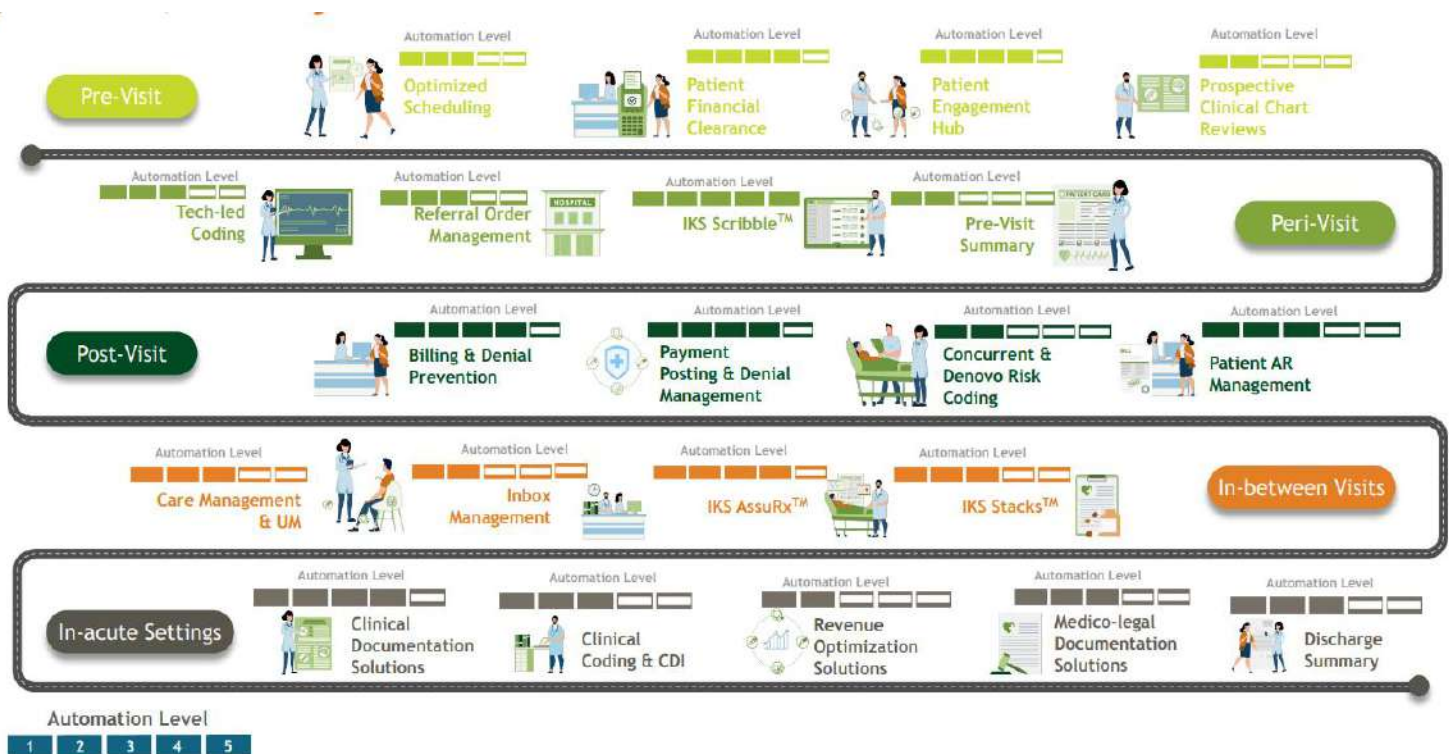 Pre-Visit
Automation Level
Optimized
Scheduling
Automation Level
Patient
Financial
Clearance
Automation Level
Patient
Engagement
Hub
Automation Level
Prospective
Clinical Chart
Reviews
Automation Level
Tech-led
Coding
Automation Level
Referral Order
Management
HOSPITAL
Automation Level
IKS Scribble™
Automation Level
Pre-Visit
Summary
PATIENT CARD
Peri-Visit
Post-Visit
Automation Level
Billing & Denial
Prevention
Automation Level
Payment
Posting & Denial
Management
Automation Level
Concurrent &
Denovo Risk
Coding
Automation Level
Patient AR
Management
Automation Level
Care Management
& UM
Automation Level
Inbox
Management
Automation Level
IKS AssuRx™
Automation Level
IKS Stacks™
In-between Visits
In-acute Settings
Automation Level
Clinical
Documentation
Solutions
Automation Level
Clinical
Coding & CDI
Automation Level
Revenue
Optimization
Solutions
Automation Level
Medico-legal
Documentation
Solutions
Automation Level
Discharge
Summary
Automation Level
1 2 3 4 5